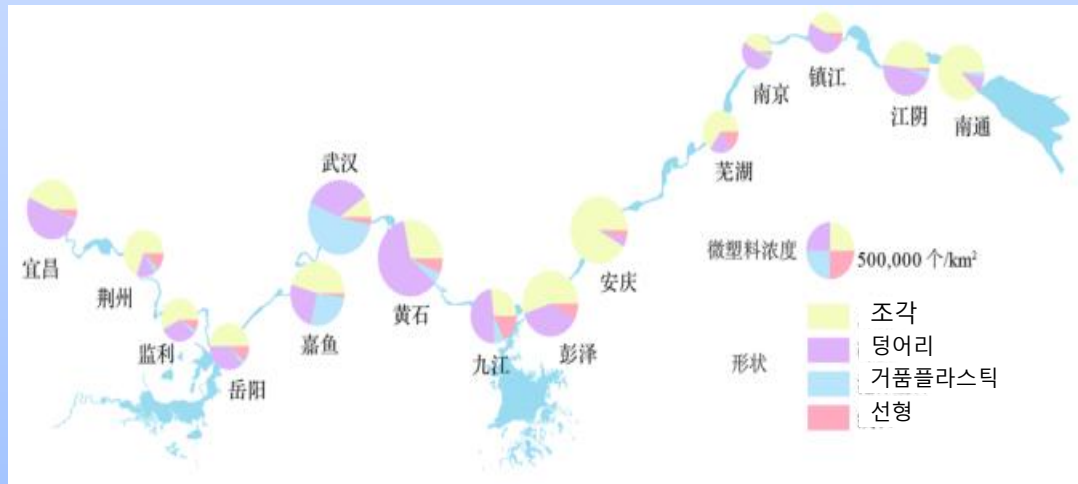 宜昌
荆州
监利
岳阳
嘉鱼
武汉
黄石
九江
彭泽
安庆
芜湖
南京
镇江
江阴
南通
微塑料浓度
500,000 个/km²
形状
조각
덩어리
거품플라스틱
선형